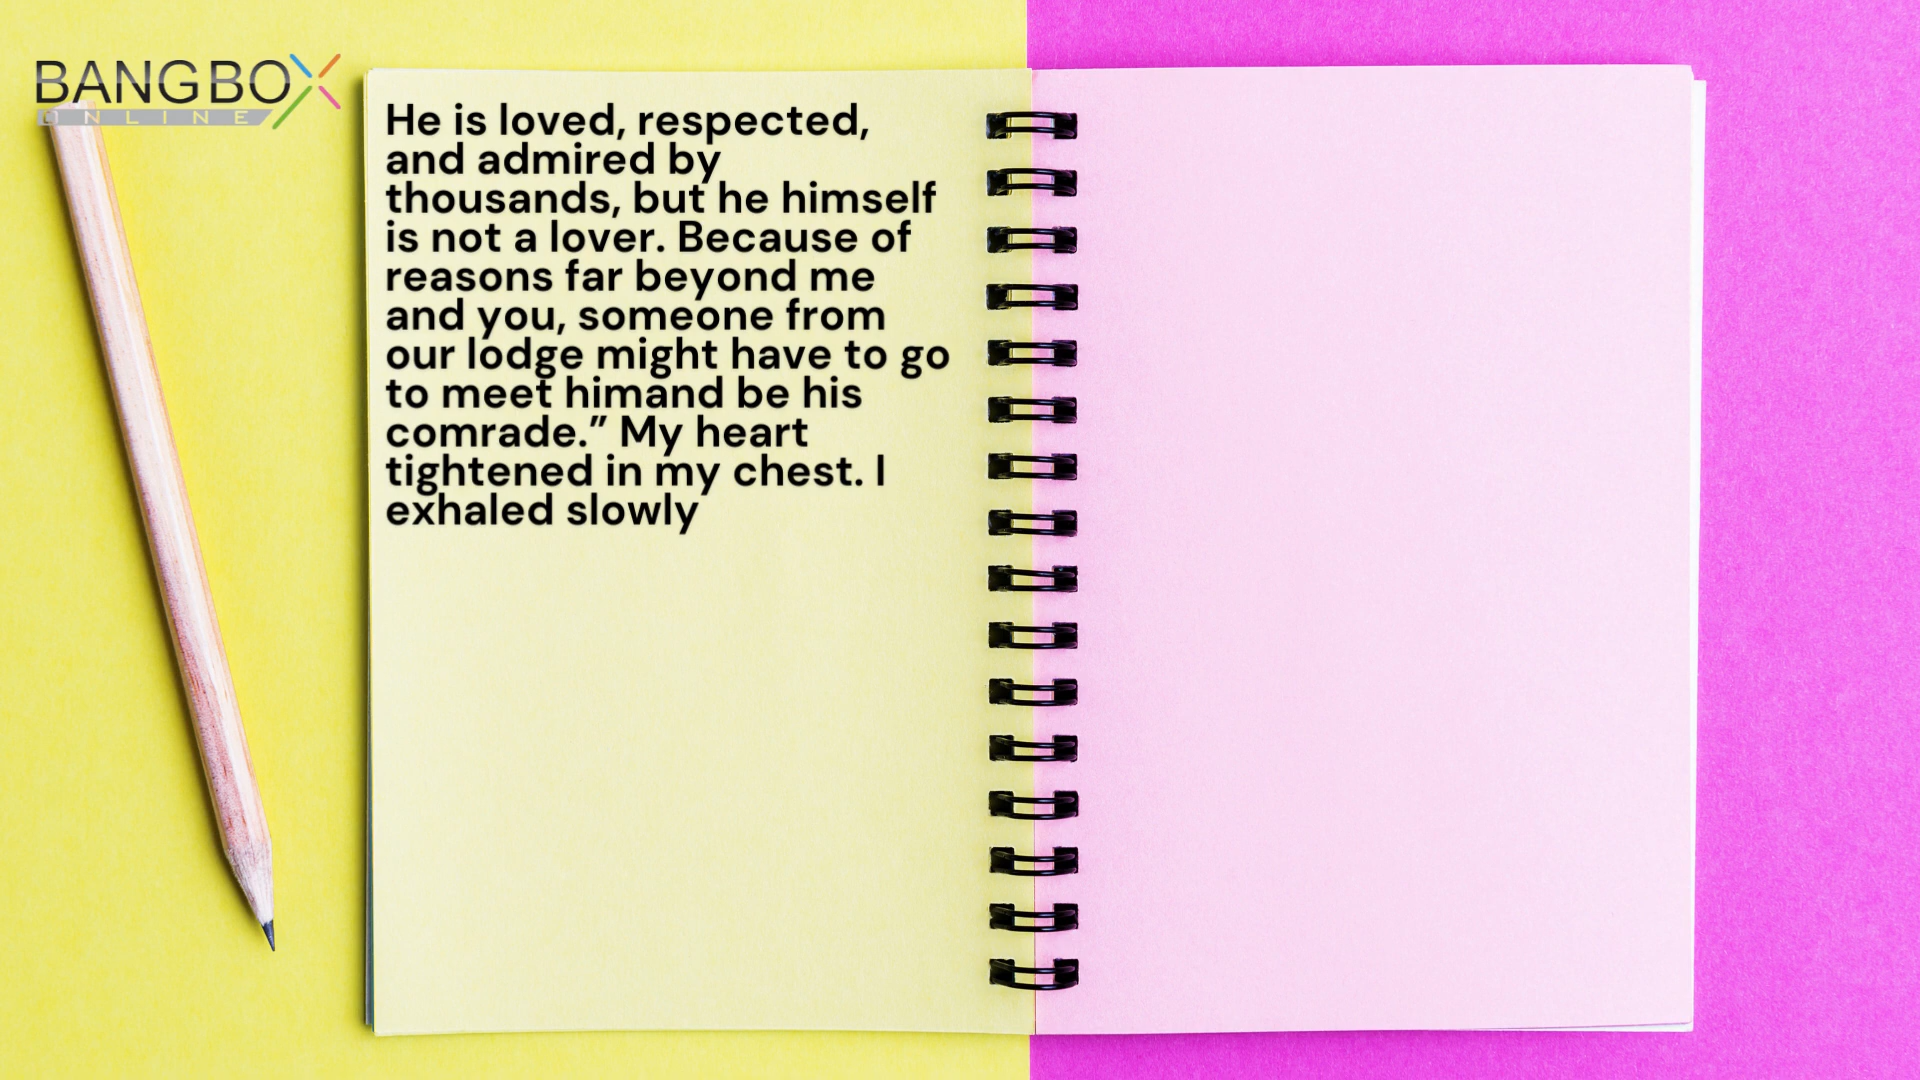 BANGBOX
ONLINE
He is loved, respected,
and admired by
thousands, but he himself
is not a lover. Because of
reasons far beyond me
and you, someone from
our lodge might have to go
to meet himand be his
comrade.” My heart
tightened in my chest. I
exhaled slowly